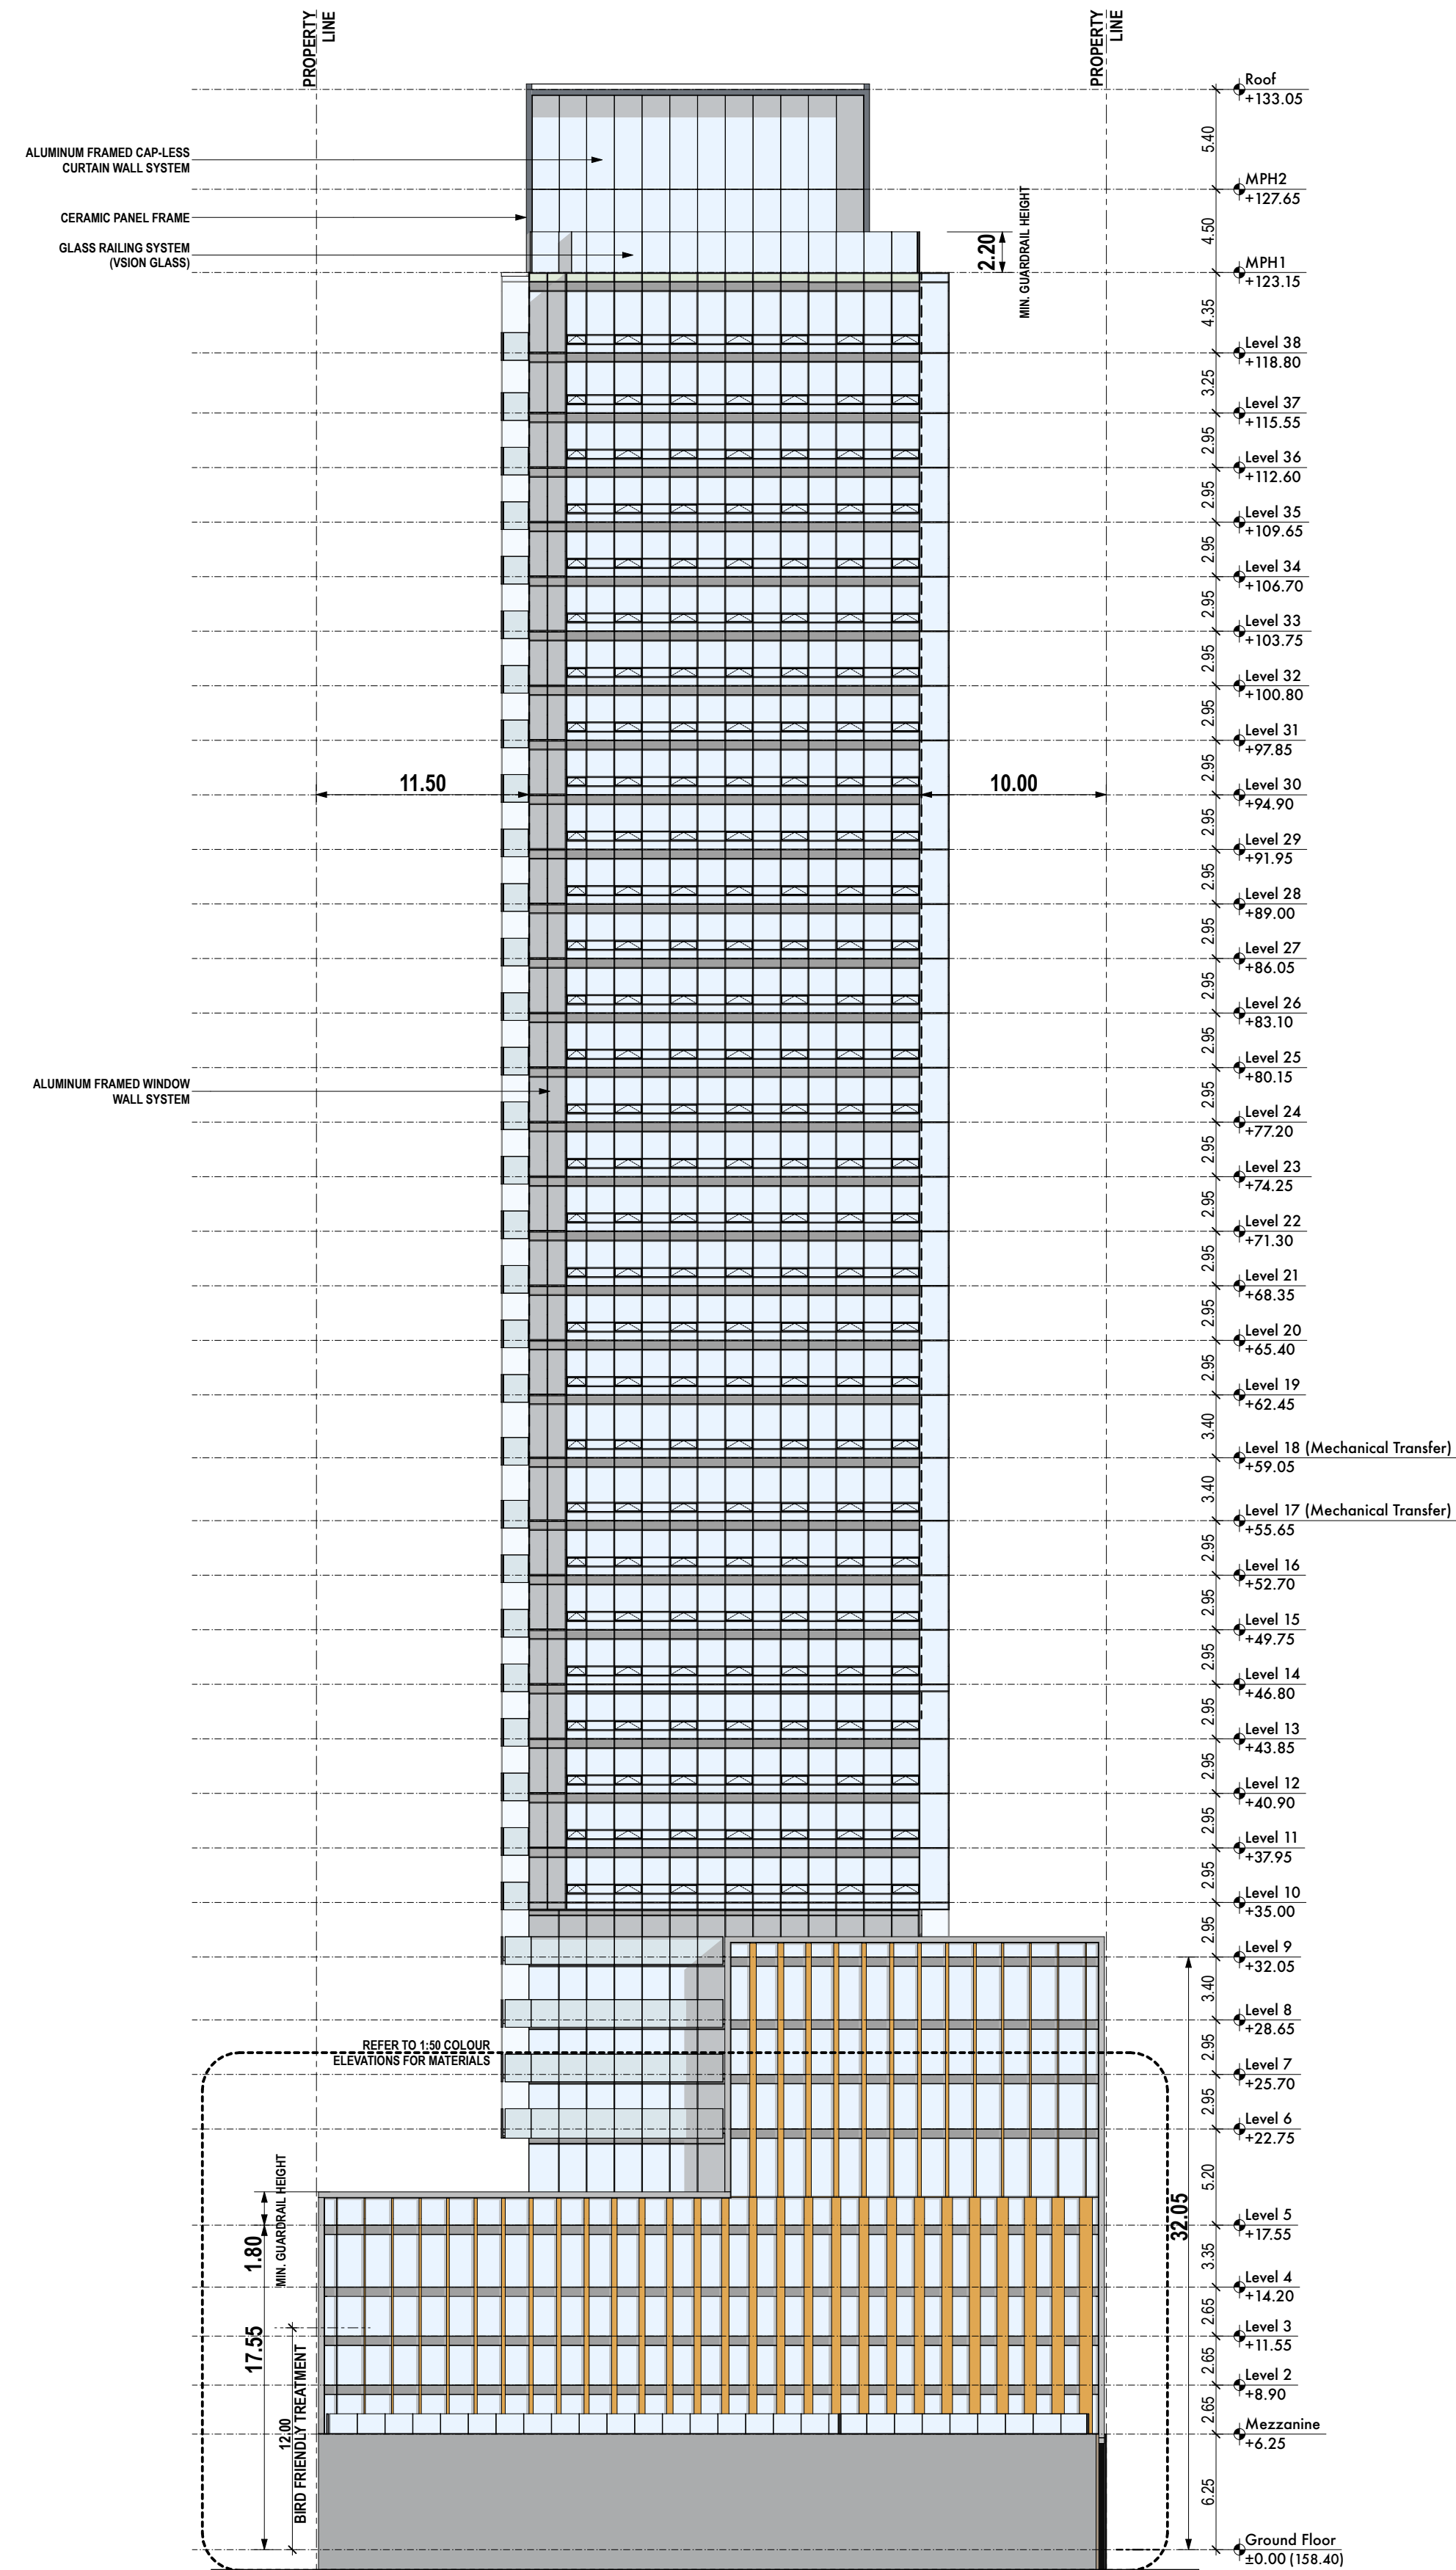 PROPERTY
LINE
PROPERTY
LINE
Roof
+133.05
5.40
ALUMINUM FRAMED CAP-LESS
CURTAIN WALL SYSTEM
MPH2
+127.65
CERAMIC PANEL FRAME
4.50
GLASS RAILING SYSTEM
(VSION GLASS)
2.20
MIN. GUARDRAIL HEIGHT
MPH1
+123.15
4.35
Level 38
+118.80
3.25
Level 37
+115.55
2.95
Level 36
+112.60
2.95
Level 35
+109.65
2.95
Level 34
+106.70
2.95
Level 33
+103.75
2.95
Level 32
+100.80
2.95
Level 31
+97.85
2.95
11.50
10.00
Level 30
+94.90
2.95
Level 29
+91.95
2.95
Level 28
+89.00
2.95
Level 27
+86.05
2.95
Level 26
+83.10
2.95
Level 25
+80.15
ALUMINUM FRAMED WINDOW
WALL SYSTEM
2.95
Level 24
+77.20
2.95
Level 23
+74.25
2.95
Level 22
+71.30
2.95
Level 21
+68.35
2.95
Level 20
+65.40
2.95
Level 19
+62.45
3.40
Level 18 (Mechanical Transfer)
+59.05
3.40
Level 17 (Mechanical Transfer)
+55.65
2.95
Level 16
+52.70
2.95
Level 15
+49.75
2.95
Level 14
+46.80
2.95
Level 13
+43.85
2.95
Level 12
+40.90
2.95
Level 11
+37.95
2.95
Level 10
+35.00
2.95
Level 9
+32.05
3.40
Level 8
+28.65
REFER TO 1:50 COLOUR
ELEVATIONS FOR MATERIALS
2.95
Level 7
+25.70
2.95
Level 6
+22.75
5.20
32.05
Level 5
+17.55
1.80
MIN. GUARDRAIL HEIGHT
3.35
Level 4
+14.20
2.65
Level 3
+11.55
17.55
2.65
Level 2
+8.90
12.00
BIRD FRIENDLY TREATMENT
2.65
Mezzanine
+6.25
6.25
Ground Floor
±0.00 (158.40)